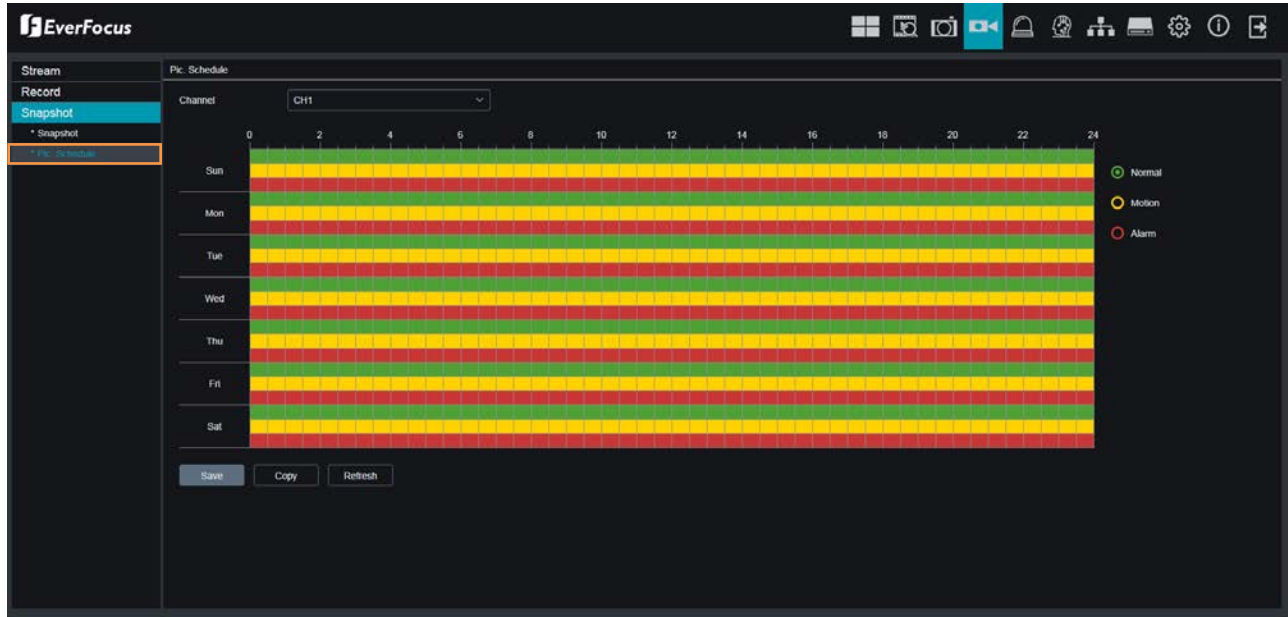 EverFocus
Stream
Record
Snapshot
* Snapshot
* Pic. Schedule
Pic. Schedule
Channel CH1
0 2 4 6 8 10 12 14 16 18 20 22 24
Sun
Mon
Tue
Wed
Thu
Fri
Sat
Normal
Motion
Alarm
Save Copy Refresh